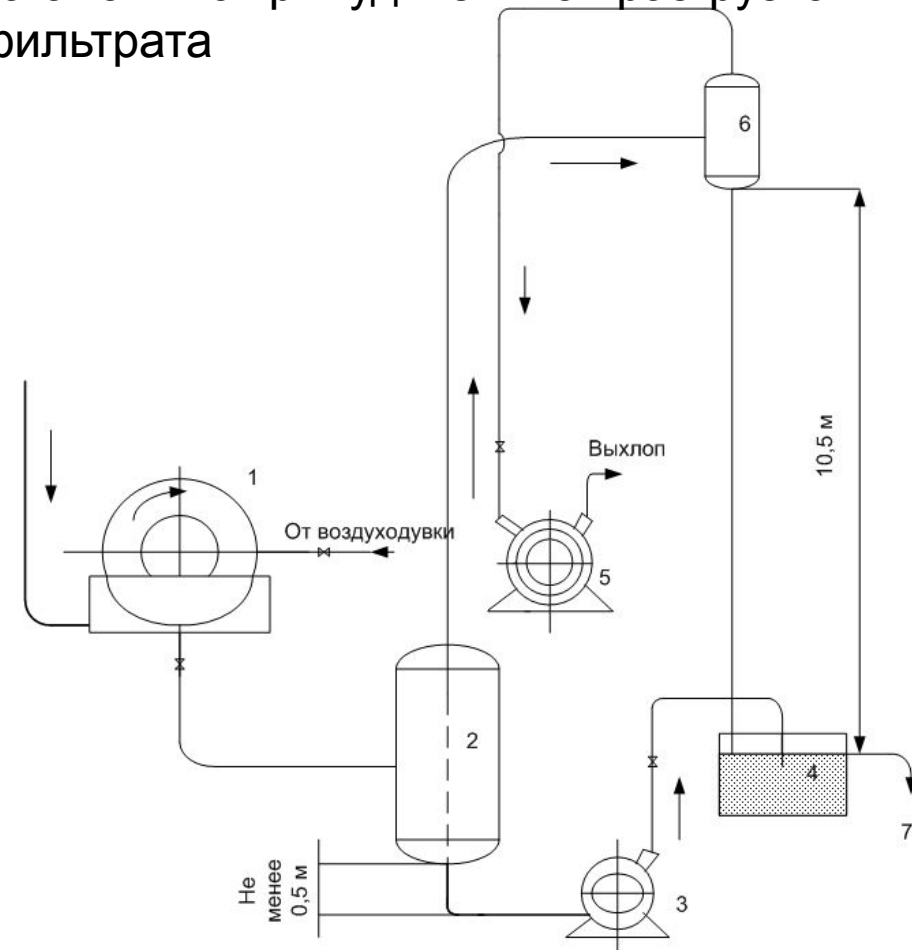 фильтрата
6
10,5 м
Выхлоп
1
От воздуходувки
5
2
4
7
Не
менее
0,5 м
3